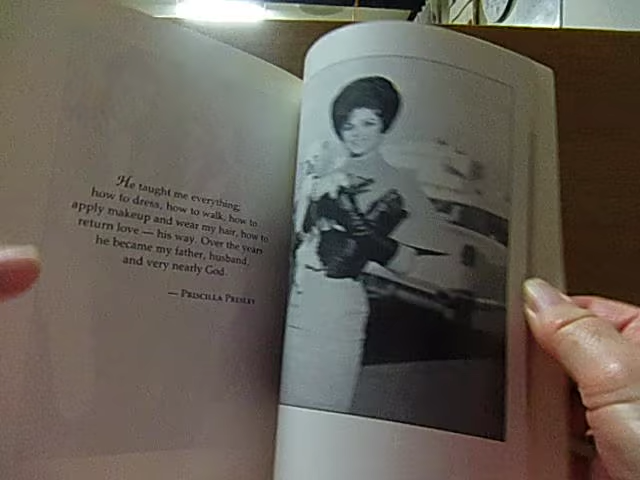 He taught me everything;
how to dress, how to walk, how to
apply makeup and wear my hair, how to
return love — his way. Over the years
he became my father, husband,
and very nearly God.
— PRISCILLA PRESLEY